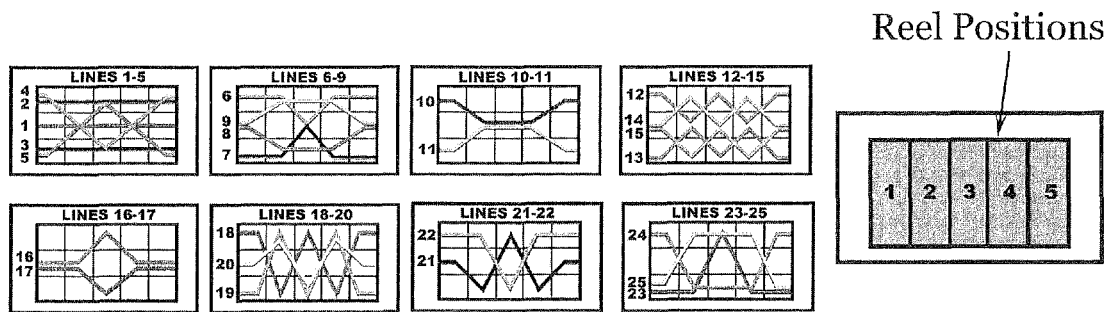 Reel Positions
LINES 1-5
4
2
1
3
5
LINES 6-9
6
9
8
7
LINES 10-11
10
11
LINES 12-15
12
14
15
13
1 2 3 4 5
LINES 16-17
16
17
LINES 18-20
18
20
19
LINES 21-22
22
21
LINES 23-25
24
25
23